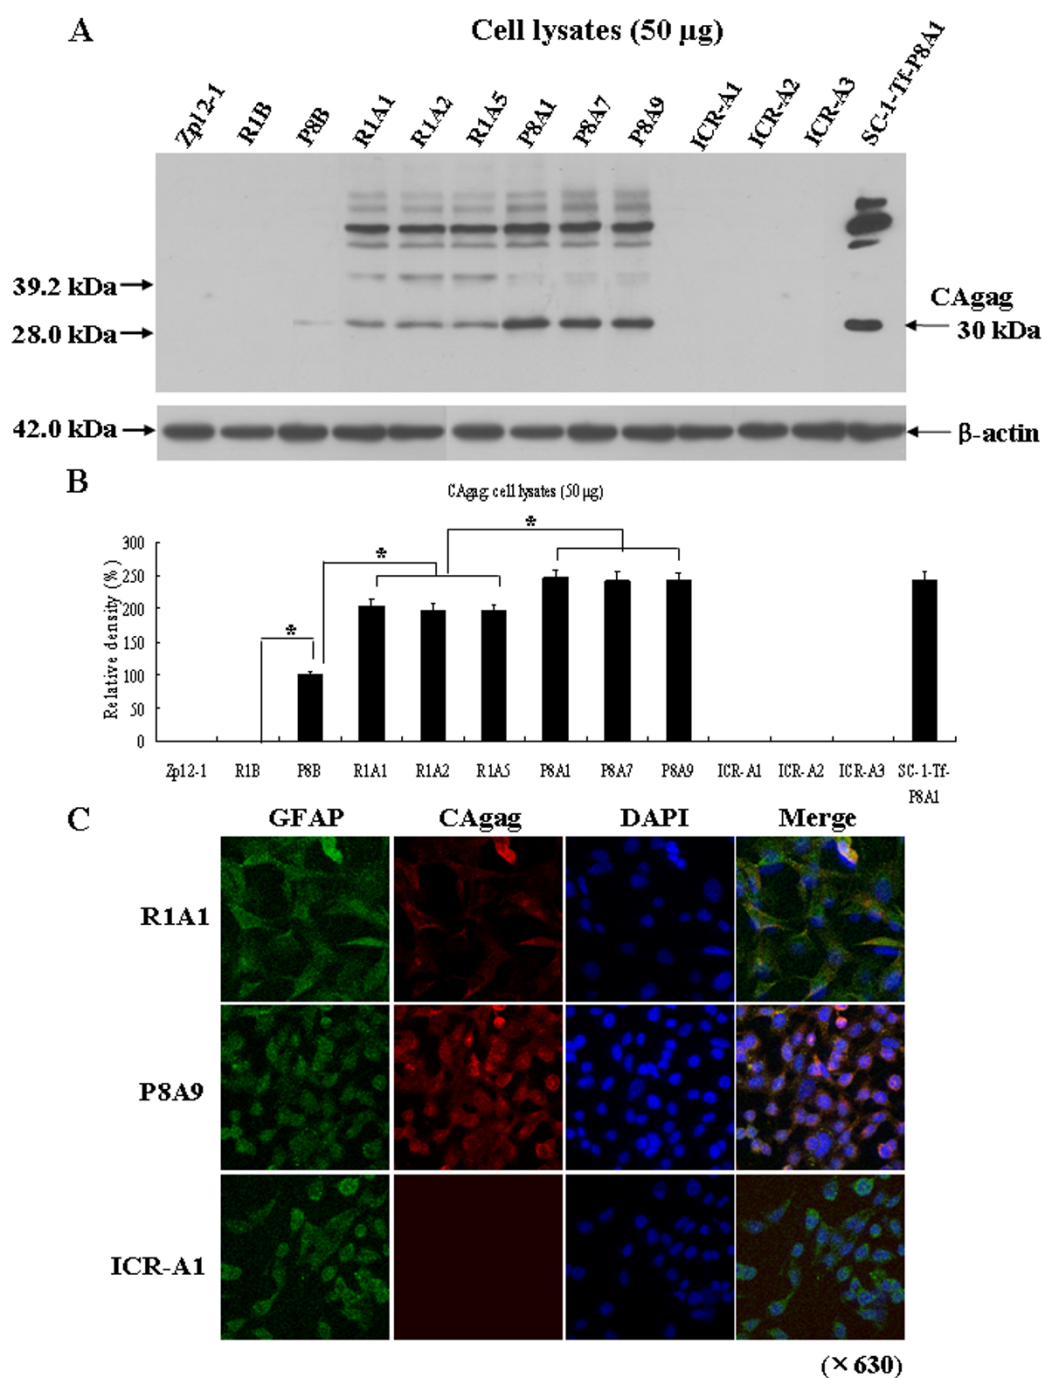 A
Cell lysates (50 μg)
Zp12-1 R1B P8B R1A1 R1A2 R1A5 P8A1 P8A7 P8A9 ICR-A1 ICR-A2 ICR-A3 SC-1-Tf-P8A1
39.2 kDa
28.0 kDa
CAgag
30 kDa
42.0 kDa
β-actin
B
CAgag: cell lysates (50 μg)
Relative density (%)
300
250
200
150
100
50
0
*
*
*
Zp12-1 R1B P8B R1A1 R1A2 R1A5 P8A1 P8A7 P8A9 ICR-A1 ICR-A2 ICR-A3 SC-1-Tf-
P8A1
C
GFAP CAgag DAPI Merge
R1A1
P8A9
ICR-A1
(×630)